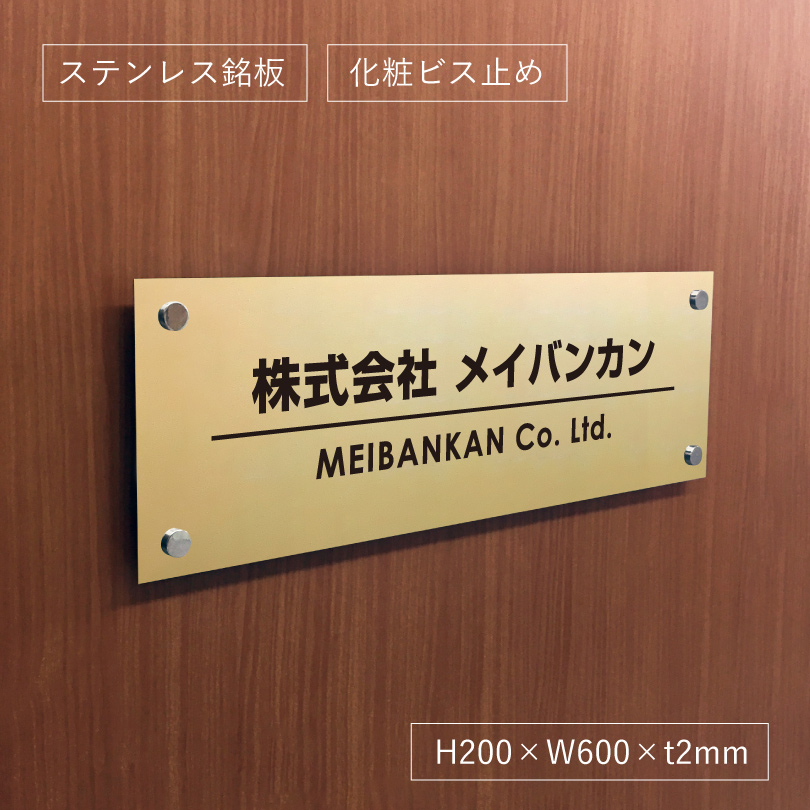 ステンレス銘板
化粧ビス止め
株式会社 メイバンカン
MEIBANKAN Co. Ltd.
H200×W600×t2mm